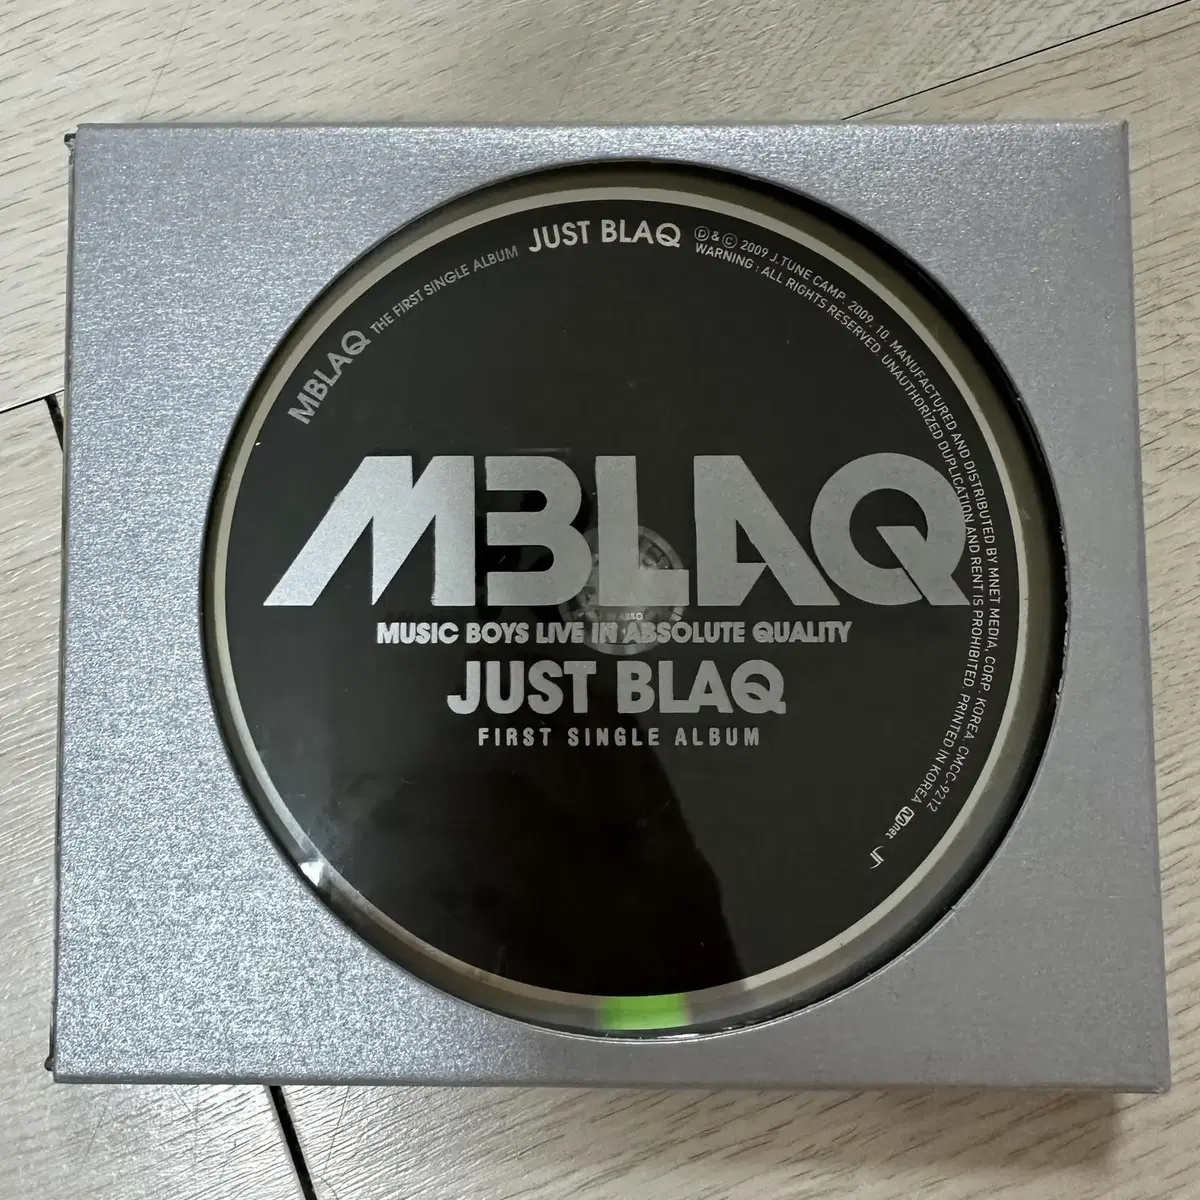 MBLAQ THE FIRST SINGLE ALBUM JUST BLAQ
Ⓟ & Ⓒ 2009 J.TUNE CAMP. 2009. 10. MANUFACTURED AND DISTRIBUTED BY MNET MEDIA, CORP. KOREA. CMCC-9212
WARNING : ALL RIGHTS RESERVED. UNAUTHORIZED DUPLICATION AND RENT IS PROHIBITED. PRINTED IN KOREA
Mnet
MBLAQ
MUSIC BOYS LIVE IN ABSOLUTE QUALITY
JUST BLAQ
FIRST SINGLE ALBUM